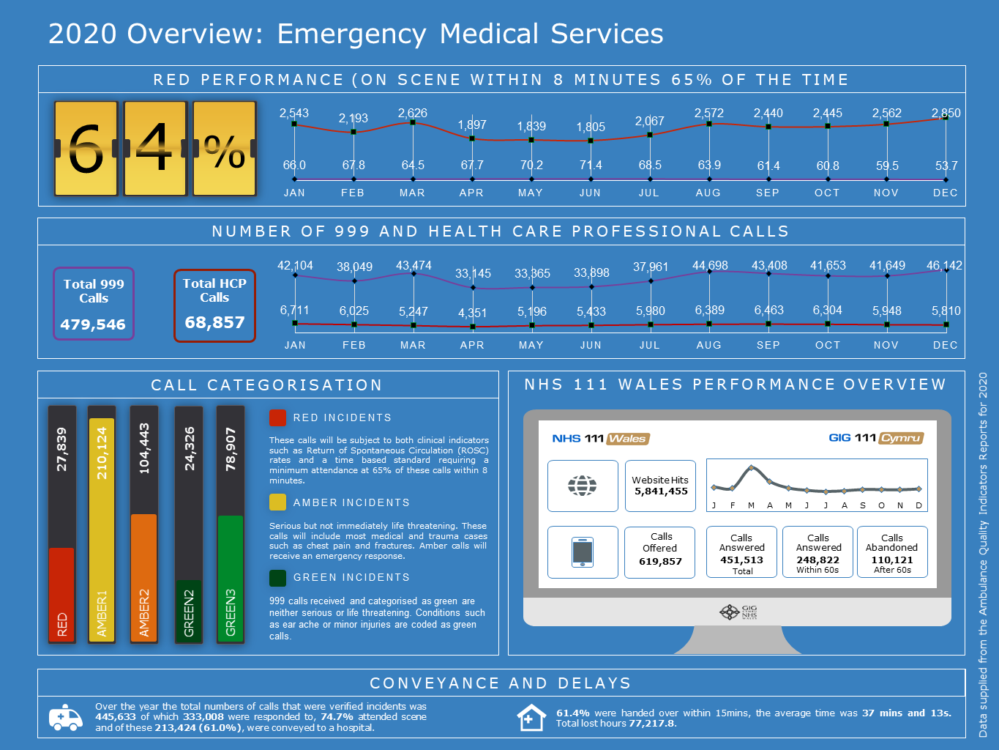 2020 Overview: Emergency Medical Services
RED PERFORMANCE (ON SCENE WITHIN 8 MINUTES 65% OF THE TIME
64%
2,543 2,193 2,626 1,897 1,839 1,805 2,067 2,572 2,440 2,445 2,562 2,850
66.0 67.8 64.5 67.7 70.2 71.4 68.5 63.9 61.4 60.8 59.5 53.7
JAN FEB MAR APR MAY JUN JUL AUG SEP OCT NOV DEC
NUMBER OF 999 AND HEALTH CARE PROFESSIONAL CALLS
Total 999
Calls
479,546
Total HCP
Calls
68,857
42,104 38,049 43,474 33,145 33,365 33,898 37,961 44,698 43,408 41,653 41,649 46,142
6,711 6,025 5,247 4,351 5,196 5,433 5,980 6,389 6,463 6,304 5,948 5,810
JAN FEB MAR APR MAY JUN JUL AUG SEP OCT NOV DEC
CALL CATEGORISATION
27,839 210,124 104,443 24,326 78,907
RED AMBER1 AMBER2 GREEN2 GREEN3
RED INCIDENTS
These calls will be subject to both clinical indicators
such as Return of Spontaneous Circulation (ROSC)
rates and a time based standard requiring a
minimum attendance at 65% of these calls within 8
minutes.
AMBER INCIDENTS
Serious but not immediately life threatening. These
calls will include most medical and trauma cases
such as chest pain and fractures. Amber calls will
receive an emergency response.
GREEN INCIDENTS
999 calls received and categorised as green are
neither serious or life threatening. Conditions such
as ear ache or minor injuries are coded as green
calls.
NHS 111 WALES PERFORMANCE OVERVIEW
NHS 111 Wales
GIG 111 Cymru
Website Hits
5,841,455
J F M A M J J A S O N D
Calls
Offered
619,857
Calls
Answered
451,513
Total
Calls
Answered
248,822
Within 60s
Calls
Abandoned
110,121
After 60s
GIG
CYMRU
NHS
WALES
CONVEYANCE AND DELAYS
Over the year the total numbers of calls that were verified incidents was
445,633 of which 333,008 were responded to, 74.7% attended scene
and of these 213,424 (61.0%), were conveyed to a hospital.
61.4% were handed over within 15mins, the average time was 37 mins and 13s.
Total lost hours 77,217.8.
Data supplied from the Ambulance Quality Indicators Reports for 2020